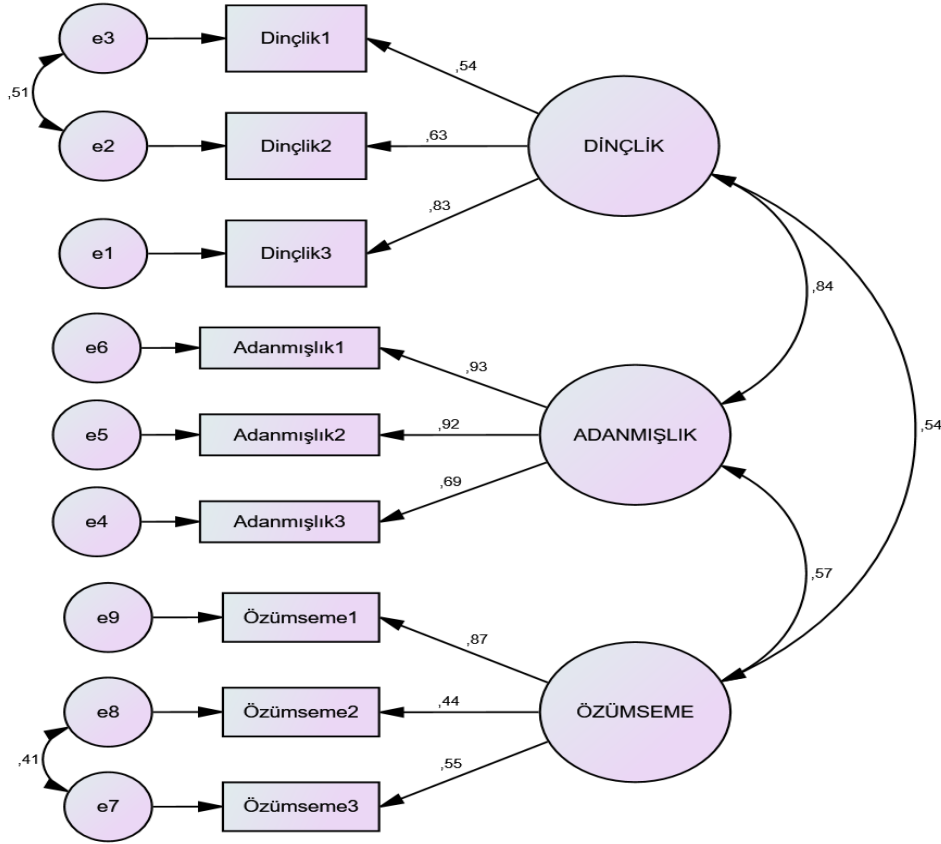 e3
Dinçlik1
,54
,51
e2
Dinçlik2
,63
DİNÇLİK
e1
Dinçlik3
,83
,84
e6
Adanmışlık1
,93
e5
Adanmışlık2
,92
ADANMIŞLIK
,54
e4
Adanmışlık3
,69
,57
e9
Özümseme1
,87
e8
Özümseme2
,44
ÖZÜMSEME
,41
e7
Özümseme3
,55